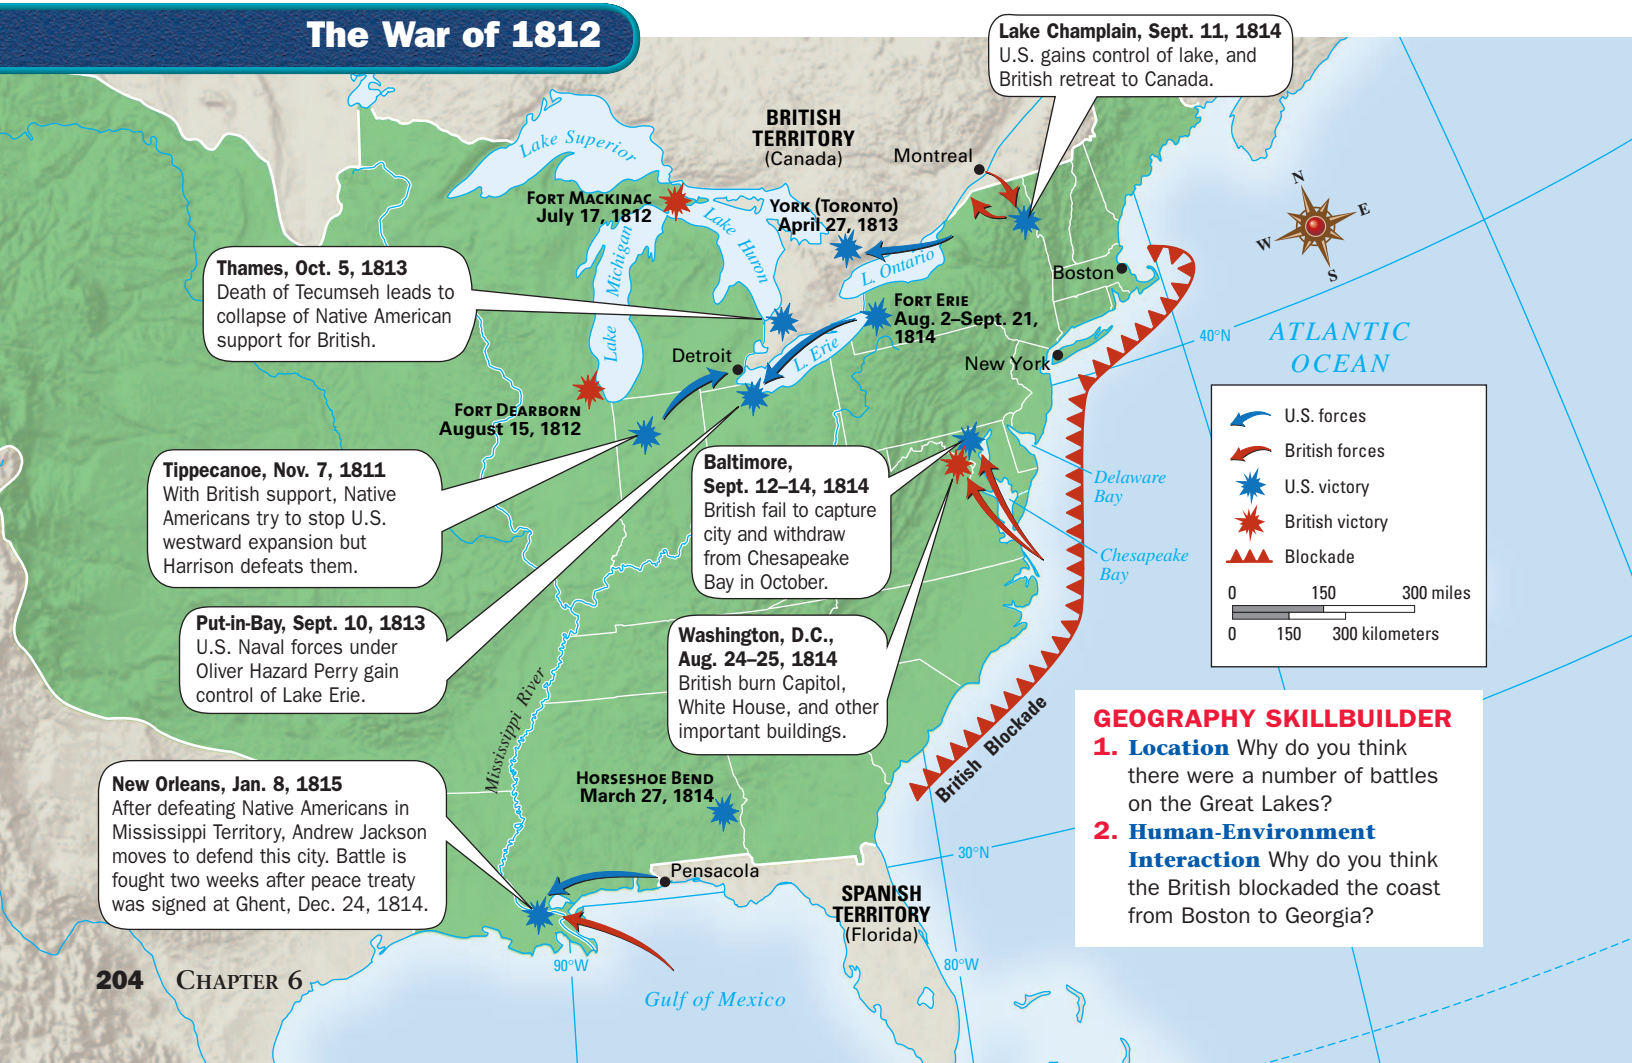 The War of 1812
Lake Champlain, Sept. 11, 1814
U.S. gains control of lake, and
British retreat to Canada.
BRITISH
TERRITORY
(Canada)
Montreal
Lake Superior
FORT MACKINAC
July 17, 1812
YORK (TORONTO)
April 27, 1813
Lake Huron
Lake Michigan
L. Ontario
N
E
W
S
Boston
Thames, Oct. 5, 1813
Death of Tecumseh leads to
collapse of Native American
support for British.
FORT ERIE
Aug. 2–Sept. 21,
1814
L. Erie
Detroit
New York
40°N
ATLANTIC
OCEAN
FORT DEARBORN
August 15, 1812
U.S. forces
British forces
U.S. victory
British victory
Blockade
0 150 300 miles
0 150 300 kilometers
Tippecanoe, Nov. 7, 1811
With British support, Native
Americans try to stop U.S.
westward expansion but
Harrison defeats them.
Baltimore,
Sept. 12–14, 1814
British fail to capture
city and withdraw
from Chesapeake
Bay in October.
Delaware
Bay
Chesapeake
Bay
Put-in-Bay, Sept. 10, 1813
U.S. Naval forces under
Oliver Hazard Perry gain
control of Lake Erie.
Washington, D.C.,
Aug. 24–25, 1814
British burn Capitol,
White House, and other
important buildings.
Mississippi River
British Blockade
HORSESHOE BEND
March 27, 1814
New Orleans, Jan. 8, 1815
After defeating Native Americans in
Mississippi Territory, Andrew Jackson
moves to defend this city. Battle is
fought two weeks after peace treaty
was signed at Ghent, Dec. 24, 1814.
Pensacola
30°N
SPANISH
TERRITORY
(Florida)
90°W
80°W
Gulf of Mexico
GEOGRAPHY SKILLBUILDER
1. Location Why do you think
there were a number of battles
on the Great Lakes?
2. Human-Environment
Interaction Why do you think
the British blockaded the coast
from Boston to Georgia?
204 CHAPTER 6